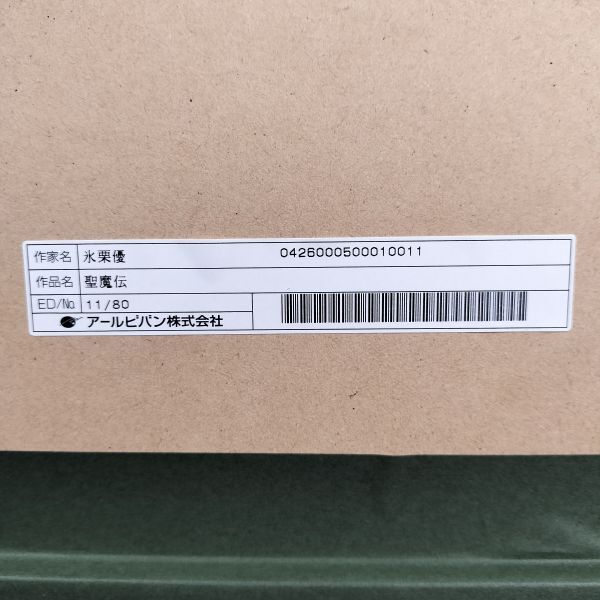 作家名 氷栗優 0426000500010011
作品名 聖魔伝
ED/No. 11/80
アールビバン株式会社